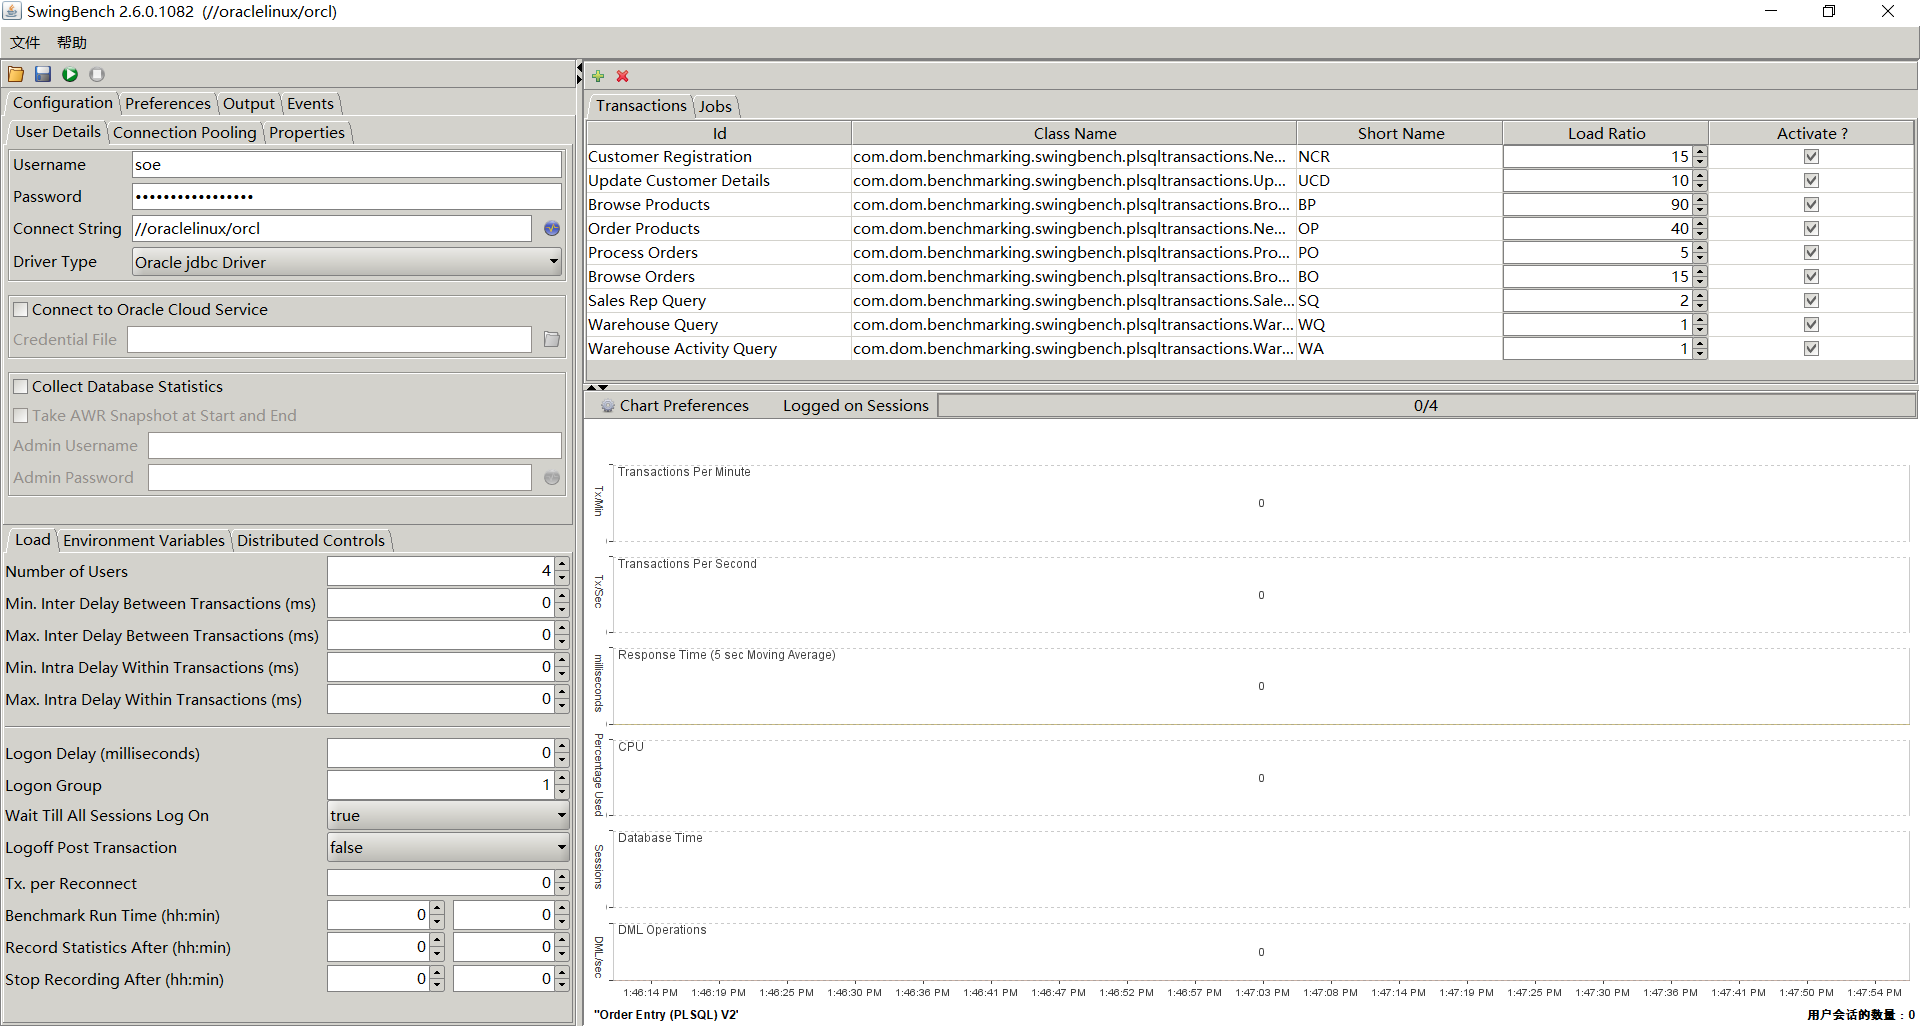 SwingBench 2.6.0.1082  (//oraclelinux/orcl)
文件 帮助
Configuration Preferences Output Events
User Details Connection Pooling Properties
Username soe
Password •••••••••••••••••
Connect String //oraclelinux/orcl
Driver Type Oracle jdbc Driver
Connect to Oracle Cloud Service
Credential File
Collect Database Statistics
Take AWR Snapshot at Start and End
Admin Username
Admin Password
Load Environment Variables Distributed Controls
Number of Users 4
Min. Inter Delay Between Transactions (ms) 0
Max. Inter Delay Between Transactions (ms) 0
Min. Intra Delay Within Transactions (ms) 0
Max. Intra Delay Within Transactions (ms) 0
Logon Delay (milliseconds) 0
Logon Group 1
Wait Till All Sessions Log On true
Logoff Post Transaction false
Tx. per Reconnect 0
Benchmark Run Time (hh:min) 0 0
Record Statistics After (hh:min) 0 0
Stop Recording After (hh:min) 0 0
Transactions Jobs
Id Class Name Short Name Load Ratio Activate ?
Customer Registration com.dom.benchmarking.swingbench.plsqltransactions.Ne... NCR 15
Update Customer Details com.dom.benchmarking.swingbench.plsqltransactions.Up... UCD 10
Browse Products com.dom.benchmarking.swingbench.plsqltransactions.Bro... BP 90
Order Products com.dom.benchmarking.swingbench.plsqltransactions.Ne... OP 40
Process Orders com.dom.benchmarking.swingbench.plsqltransactions.Pro... PO 5
Browse Orders com.dom.benchmarking.swingbench.plsqltransactions.Bro... BO 15
Sales Rep Query com.dom.benchmarking.swingbench.plsqltransactions.Sale... SQ 2
Warehouse Query com.dom.benchmarking.swingbench.plsqltransactions.War... WQ 1
Warehouse Activity Query com.dom.benchmarking.swingbench.plsqltransactions.War... WA 1
Chart Preferences Logged on Sessions 0/4
Transactions Per Minute
Tx/Min
0
0
Transactions Per Second
Tx/Sec
0
0
Response Time (5 sec Moving Average)
milliseconds
0
0
CPU
Percentage Used
0
0
Database Time
Sessions
0
DML Operations
DML/sec
0
0
1:46:14 PM 1:46:19 PM 1:46:25 PM 1:46:30 PM 1:46:36 PM 1:46:41 PM 1:46:47 PM 1:46:52 PM 1:46:57 PM 1:47:03 PM 1:47:08 PM 1:47:14 PM 1:47:19 PM 1:47:25 PM 1:47:30 PM 1:47:36 PM 1:47:41 PM 1:47:50 PM 1:47:54 PM
"Order Entry (PLSQL) V2' 用户会话的数量 : 0